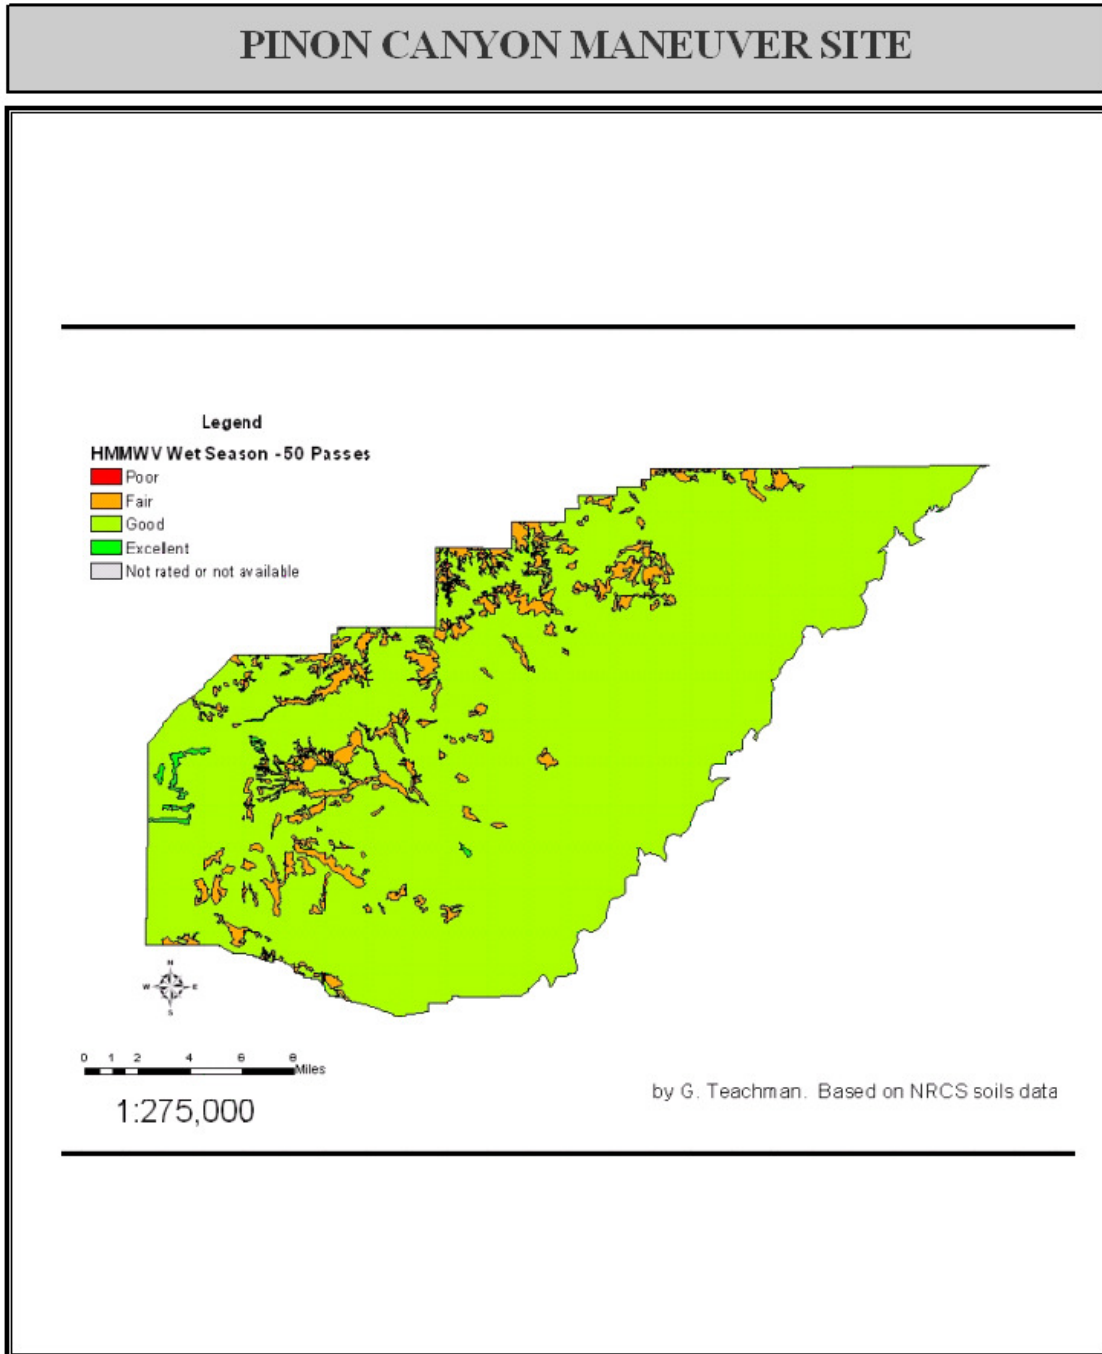 PINON CANYON MANEUVER SITE
Legend
HMMWV Wet Season - 50 Passes
Poor
Fair
Good
Excellent
Not rated or not available
N
W E
S
0 1 2 4 6 8
Miles
1:275,000
by G. Teachman. Based on NRCS soils data